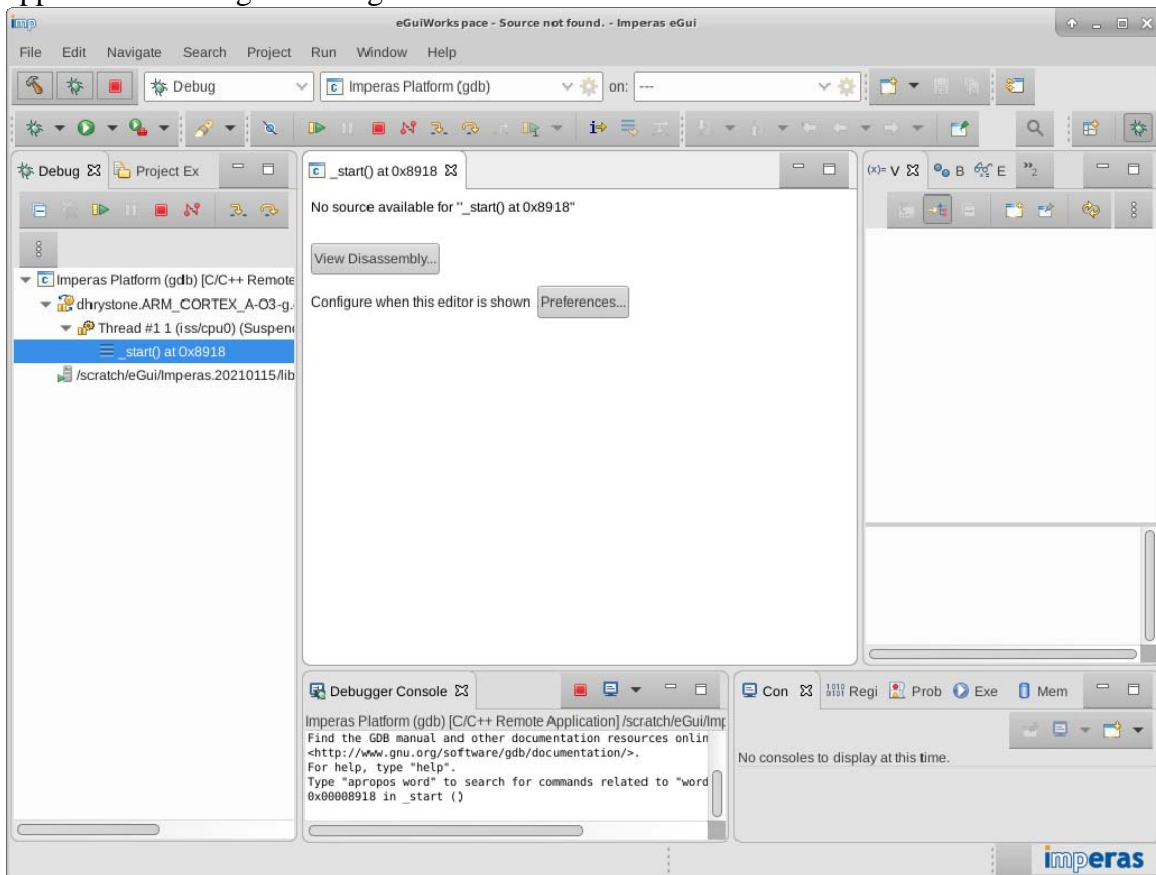 imp eGuiWorkspace - Source not found. - Imperas eGui
File Edit Navigate Search Project Run Window Help
Debug Imperas Platform (gdb) on: ---
Debug Project Ex
_start() at 0x8918
(x)= V B E 2
No source available for "_start() at 0x8918"
View Disassembly...
Configure when this editor is shown Preferences...
Imperas Platform (gdb) [C/C++ Remote
dhrystone.ARM_CORTEX_A-O3-g.
Thread #1 1 (iss/cpu0) (Suspen
_start() at 0x8918
/scratch/eGui/Imperas.20210115/lib
Debugger Console
Imperas Platform (gdb) [C/C++ Remote Application] /scratch/eGui/Imp
Find the GDB manual and other documentation resources onlin
<http://www.gnu.org/software/gdb/documentation/>.
For help, type "help".
Type "apropos word" to search for commands related to "word
0x00008918 in _start ()
Con Regi Prob Exe Mem
No consoles to display at this time.
imperas